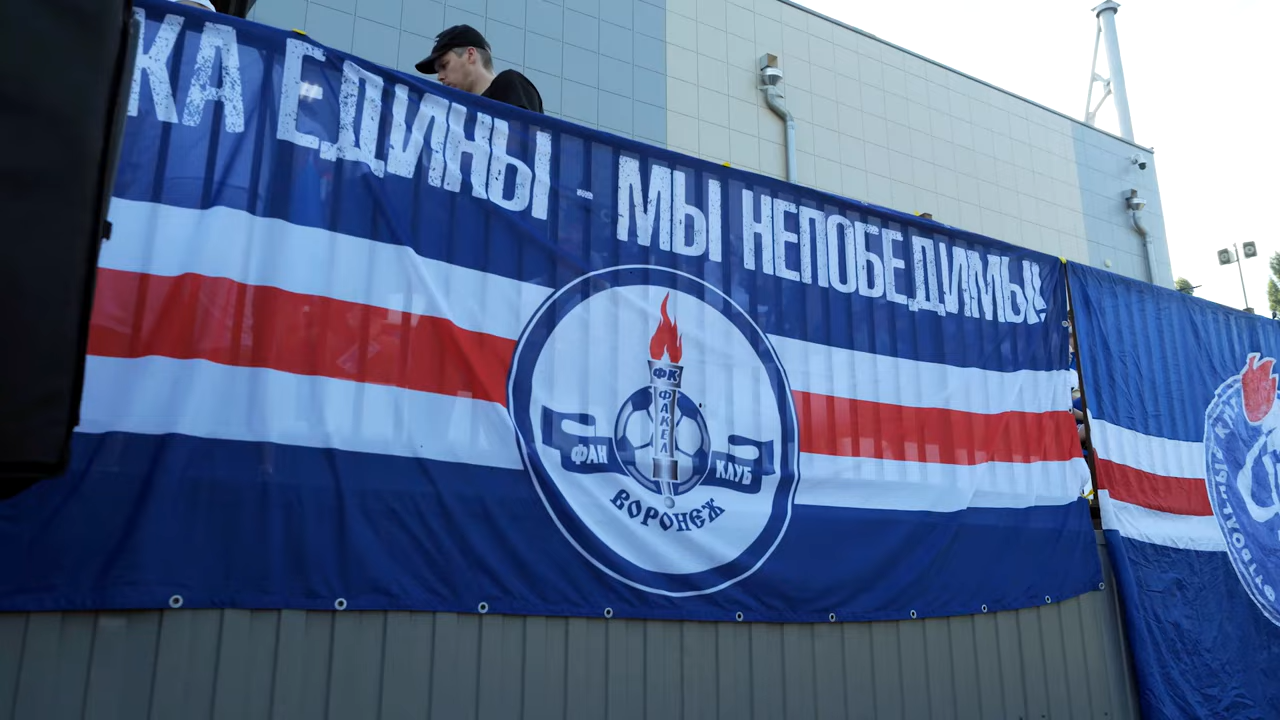 КА ЕДИНЫ - МЫ НЕПОБЕДИМЫ!
ФК
ФАКЕЛ
ФАН КЛУБ
ВОРОНЕЖ